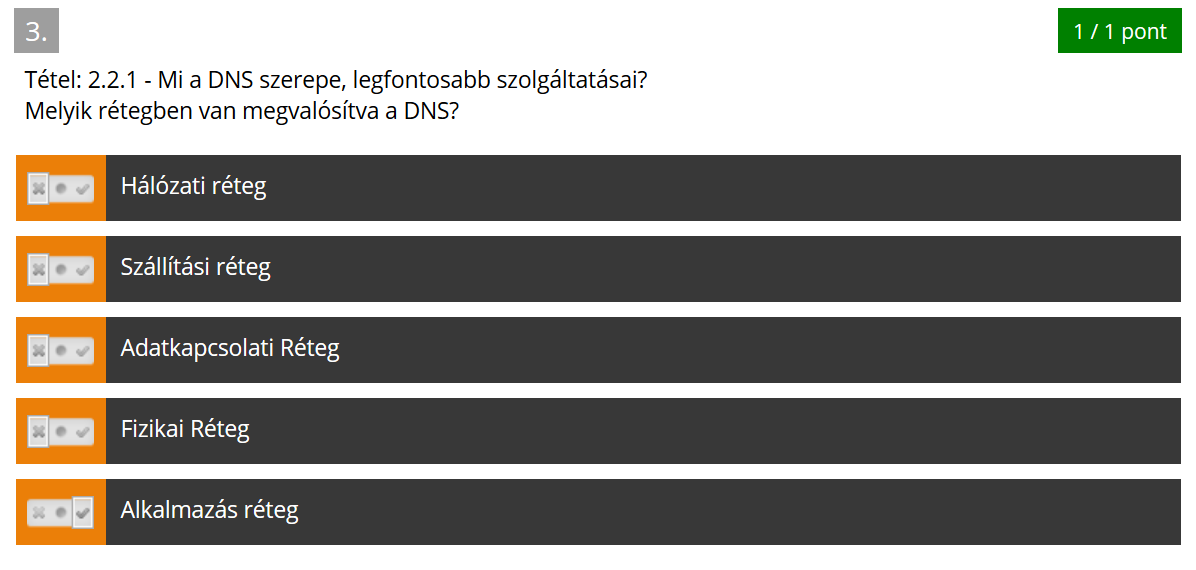 3.
1 / 1 pont
Tétel: 2.2.1 - Mi a DNS szerepe, legfontosabb szolgáltatásai?
Melyik rétegben van megvalósítva a DNS?
Hálózati réteg
Szállítási réteg
Adatkapcsolati Réteg
Fizikai Réteg
Alkalmazás réteg